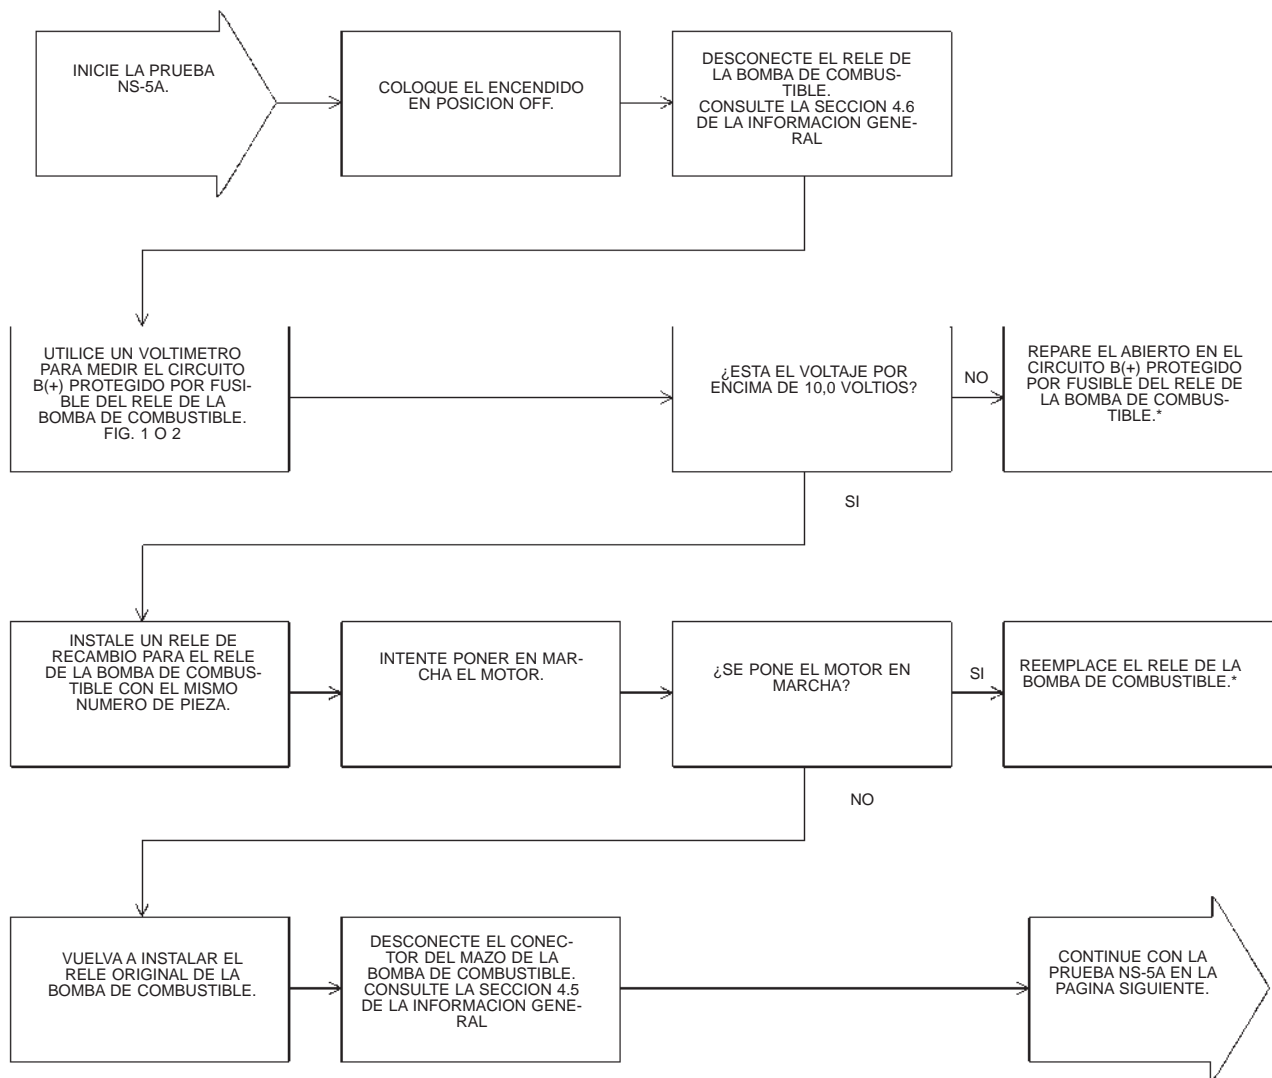 INICIE LA PRUEBA
NS-5A.
COLOQUE EL ENCENDIDO
EN POSICION OFF.
DESCONECTE EL RELE DE
LA BOMBA DE COMBUS-
TIBLE.
CONSULTE LA SECCION 4.6
DE LA INFORMACION GENE-
RAL
UTILICE UN VOLTIMETRO
PARA MEDIR EL CIRCUITO
B(+) PROTEGIDO POR FUSI-
BLE DEL RELE DE LA
BOMBA DE COMBUSTIBLE.
FIG. 1 O 2
¿ESTA EL VOLTAJE POR
ENCIMA DE 10,0 VOLTIOS?
NO
REPARE EL ABIERTO EN EL
CIRCUITO B(+) PROTEGIDO
POR FUSIBLE DEL RELE DE
LA BOMBA DE COMBUS-
TIBLE.*
SI
INSTALE UN RELE DE
RECAMBIO PARA EL RELE
DE LA BOMBA DE COMBUS-
TIBLE CON EL MISMO
NUMERO DE PIEZA.
INTENTE PONER EN MAR-
CHA EL MOTOR.
¿SE PONE EL MOTOR EN
MARCHA?
SI
REEMPLACE EL RELE DE LA
BOMBA DE COMBUSTIBLE.*
NO
VUELVA A INSTALAR EL
RELE ORIGINAL DE LA
BOMBA DE COMBUSTIBLE.
DESCONECTE EL CONEC-
TOR DEL MAZO DE LA
BOMBA DE COMBUSTIBLE.
CONSULTE LA SECCION 4.5
DE LA INFORMACION GENE-
RAL
CONTINUE CON LA
PRUEBA NS-5A EN LA
PAGINA SIGUIENTE.